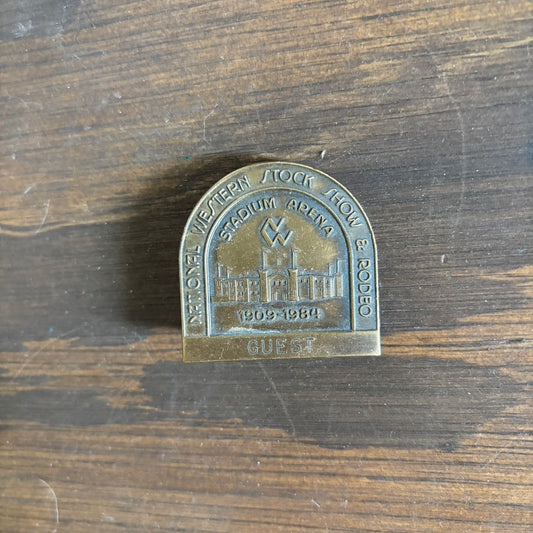 NATIONAL WESTERN STOCK SHOW & RODEO
STADIUM ARENA
1909-1984
GUEST